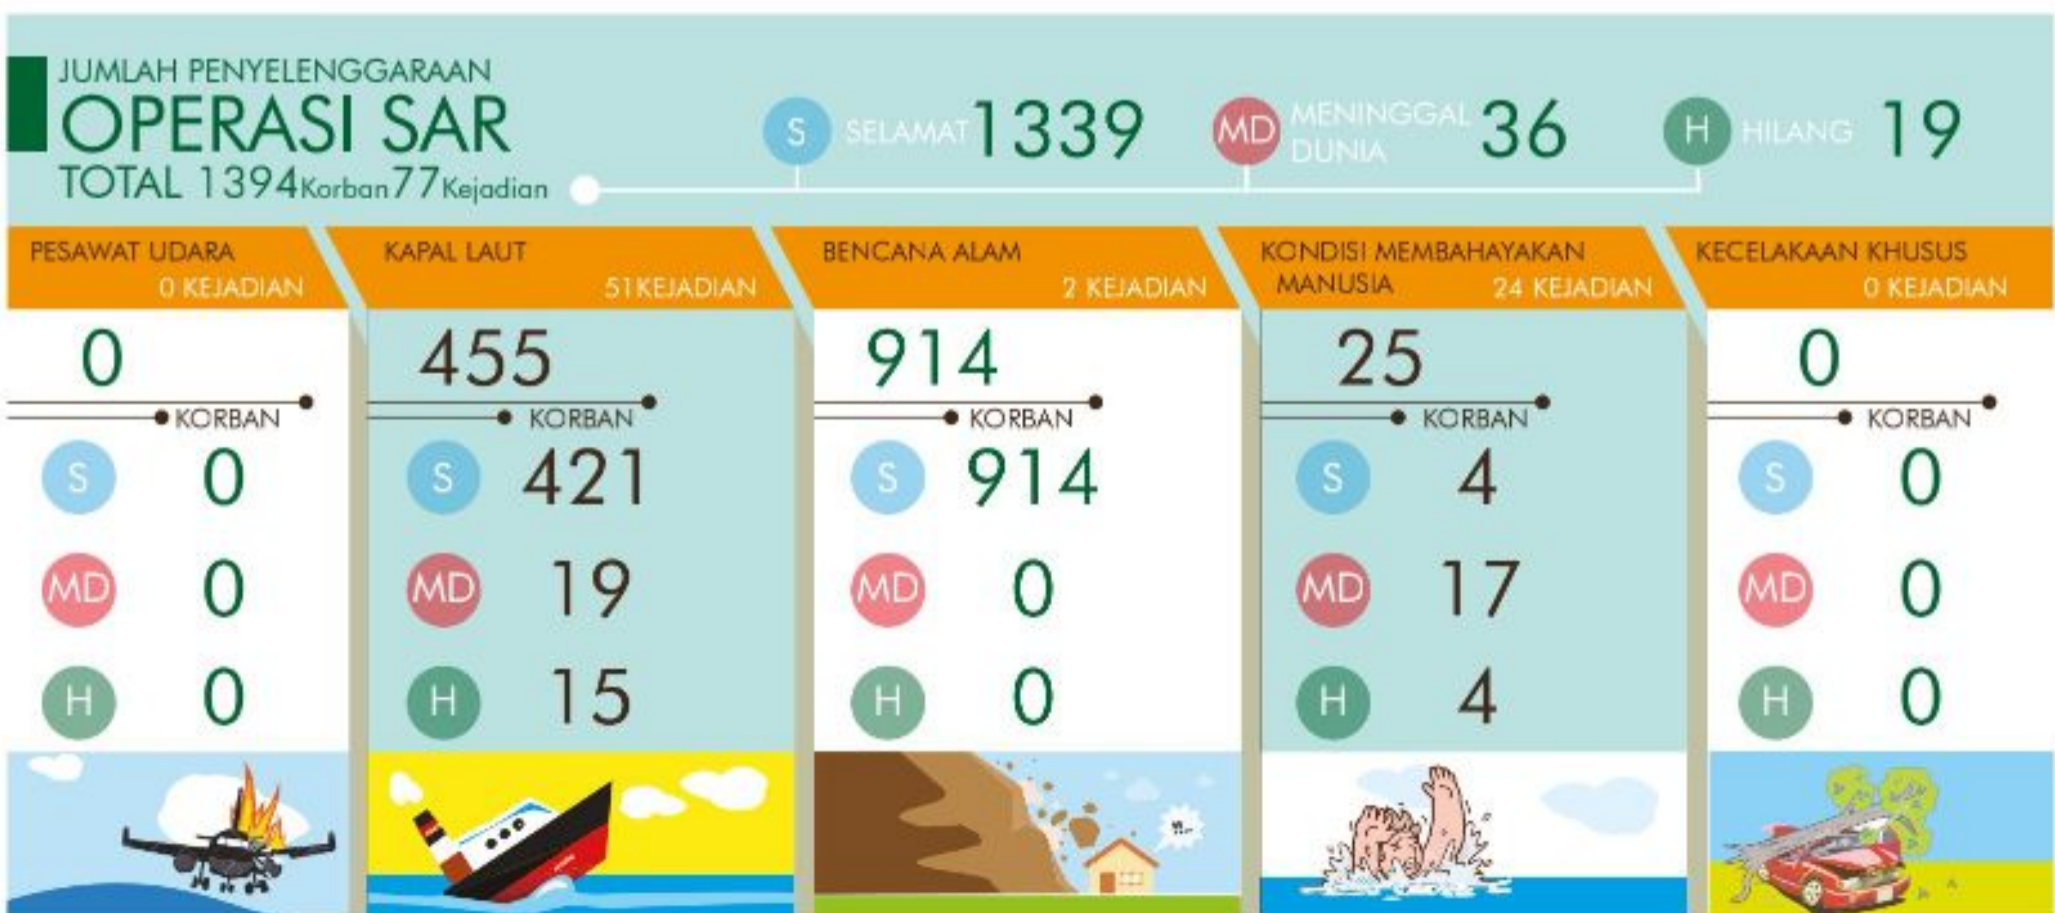 JUMLAH PENYELENGGARAAN
OPERASI SAR
TOTAL 1394 Korban 77 Kejadian
S SELAMAT 1339
MD MENINGGAL DUNIA 36
H HILANG 19
PESAWAT UDARA
0 KEJADIAN
0
KORBAN
S 0
MD 0
H 0
KAPAL LAUT
51 KEJADIAN
455
KORBAN
S 421
MD 19
H 15
BENCANA ALAM
2 KEJADIAN
914
KORBAN
S 914
MD 0
H 0
KONDISI MEMBAHAYAKAN
MANUSIA 24 KEJADIAN
25
KORBAN
S 4
MD 17
H 4
KECELAKAAN KHUSUS
0 KEJADIAN
0
KORBAN
S 0
MD 0
H 0